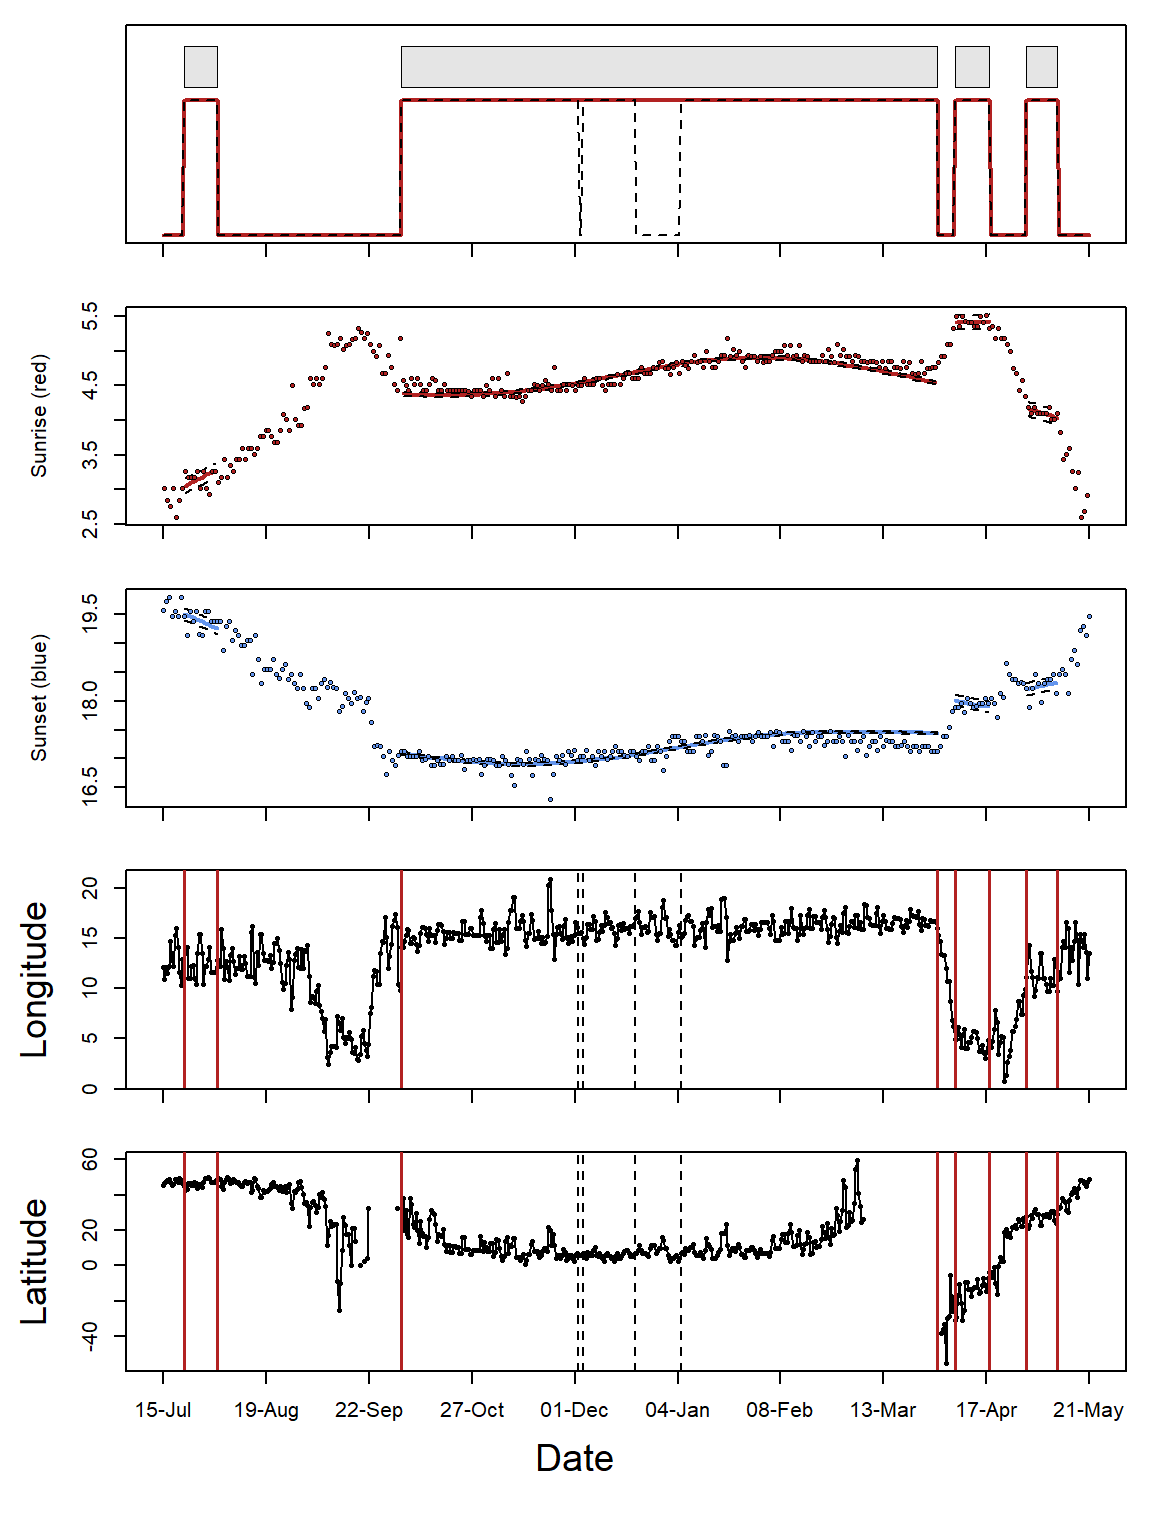 Sunrise (red)
5.5
4.5
3.5
2.5
Sunset (blue)
19.5
18.0
16.5
Longitude
20
15
10
5
0
Latitude
60
20
0
-40
15-Jul 19-Aug 22-Sep 27-Oct 01-Dec 04-Jan 08-Feb 13-Mar 17-Apr 21-May
Date